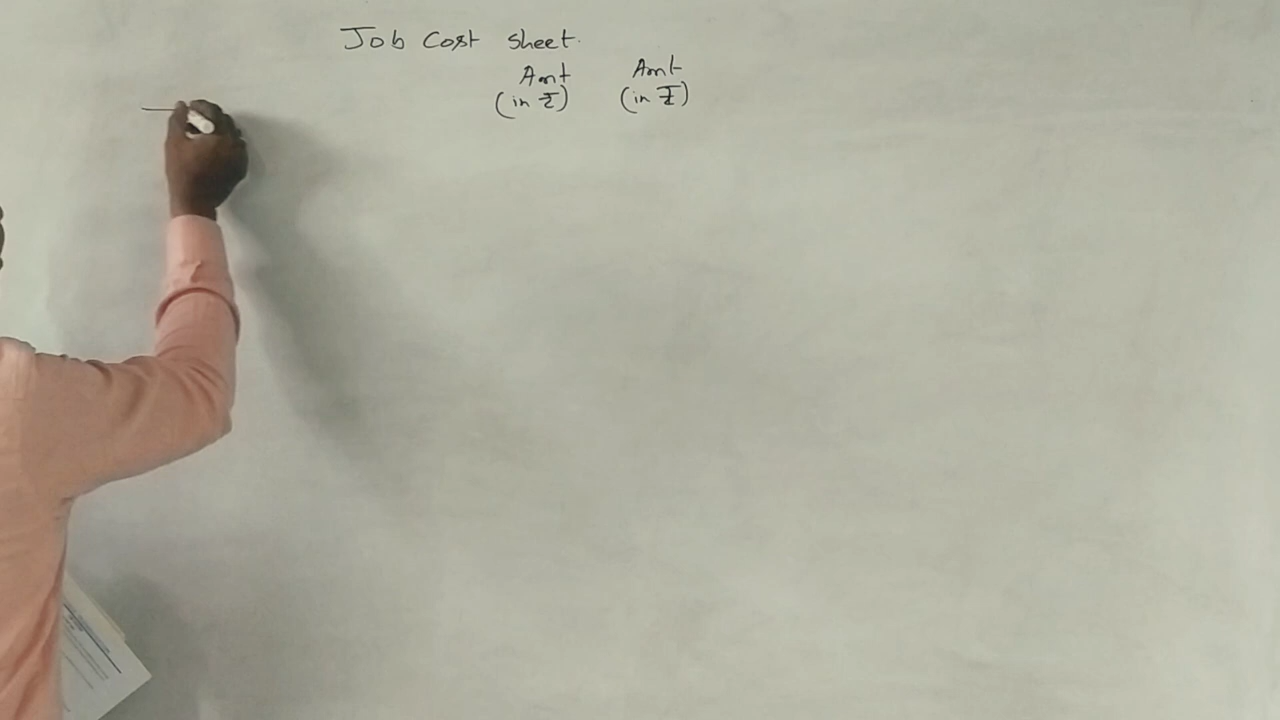 Job Cost sheet.
Amt Amt
(in ₹) (in ₹)